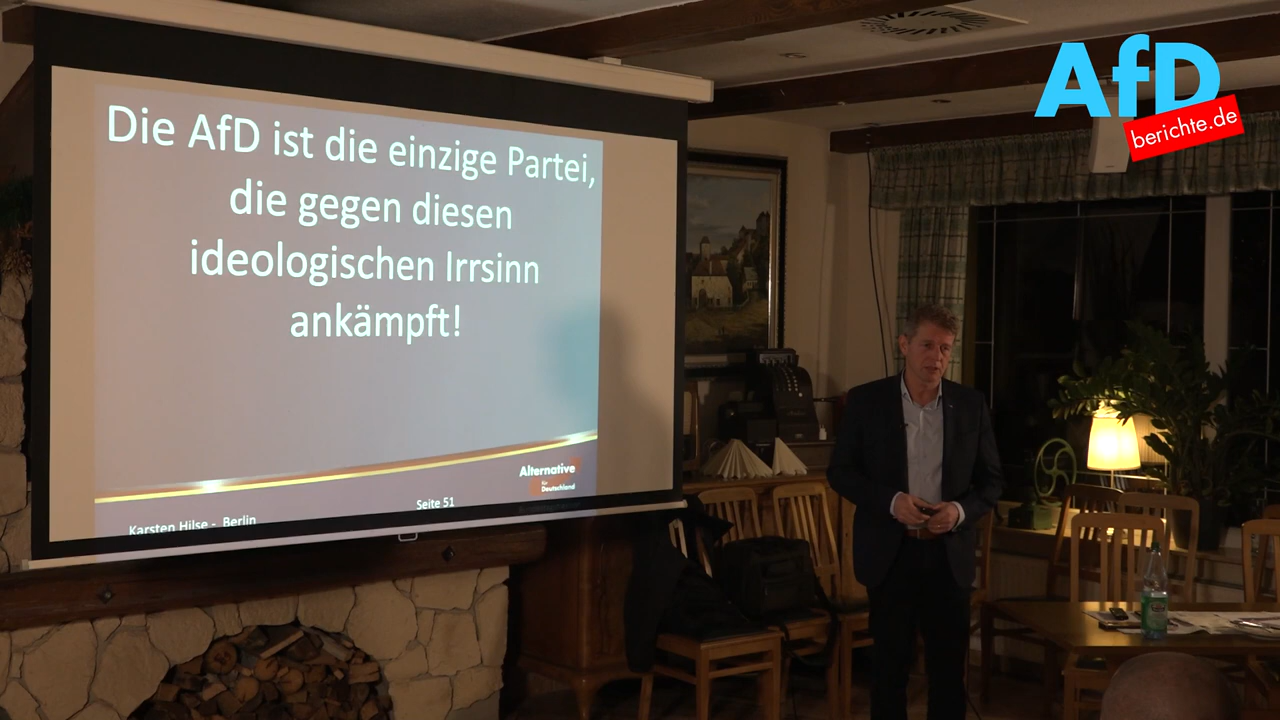 Die AfD ist die einzige Partei,
die gegen diesen
ideologischen Irrsinn
ankämpft!
Alternative
für
Deutschland
Seite 51
Karsten Hilse - Berlin
AfD
berichte.de